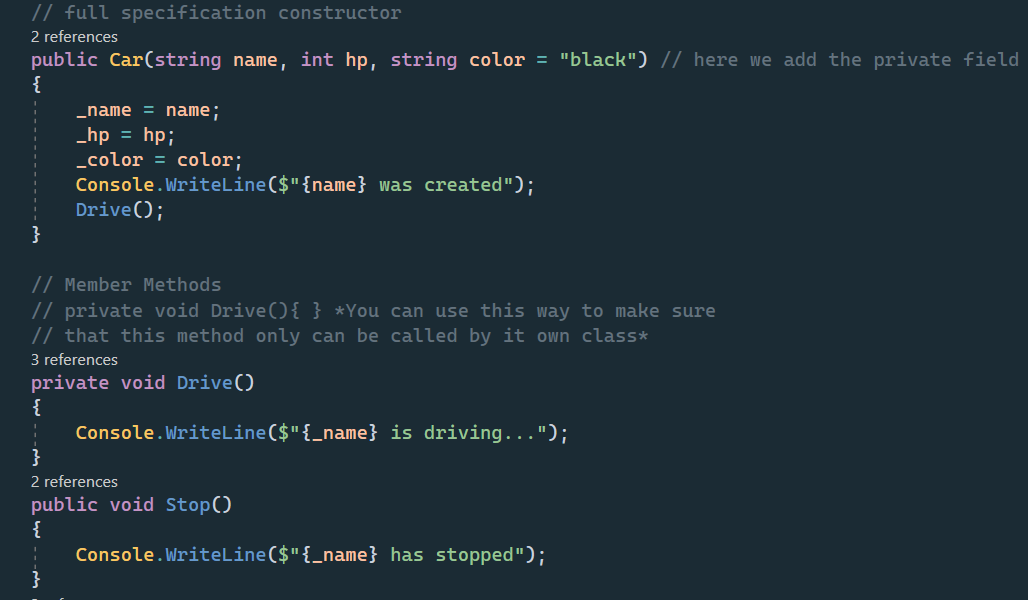 // full specification constructor
2 references
public Car(string name, int hp, string color = "black") // here we add the private field
{
_name = name;
_hp = hp;
_color = color;
Console.WriteLine($"{name} was created");
Drive();
}
// Member Methods
// private void Drive(){ } *You can use this way to make sure
// that this method only can be called by it own class*
3 references
private void Drive()
{
Console.WriteLine($"{_name} is driving...");
}
2 references
public void Stop()
{
Console.WriteLine($"{_name} has stopped");
}